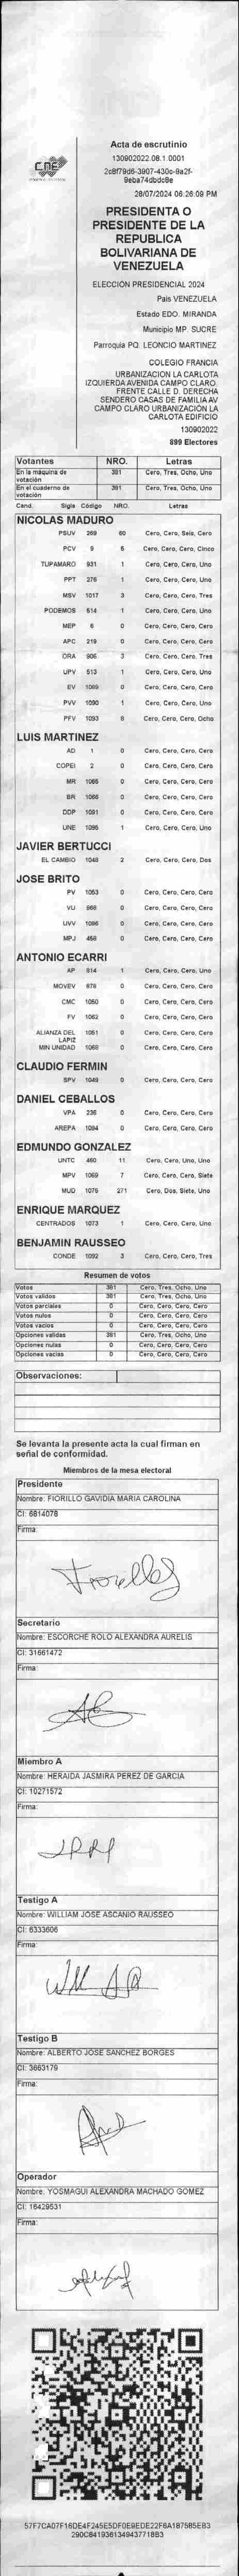 CNE
Acta de escrutinio
130902022.08.1.0001
2c8f79d6-3907-430c-8a2f-
9eba74dbdc8e
28/07/2024 06:26:09 PM
PRESIDENTA O
PRESIDENTE DE LA
REPUBLICA
BOLIVARIANA DE
VENEZUELA
ELECCIÓN PRESIDENCIAL 2024
Pais VENEZUELA
Estado EDO. MIRANDA
Municipio MP. SUCRE
Parroquia PQ. LEONCIO MARTINEZ
COLEGIO FRANCIA
URBANIZACION LA CARLOTA
IZQUIERDA AVENIDA CAMPO CLARO.
FRENTE CALLE D. DERECHA
SENDERO CASAS DE FAMILIA AV
CAMPO CLARO URBANIZACIÓN LA
CARLOTA EDIFICIO
130902022
899 Electores
Votantes NRO. Letras
En la máquina de votación 381 Cero, Tres, Ocho, Uno
En el cuaderno de votación 381 Cero, Tres, Ocho, Uno
Cand. Sigla Código NRO. Letras
NICOLAS MADURO
PSUV 269 60 Cero, Cero, Seis, Cero
PCV 9 5 Cero, Cero, Cero, Cinco
TUPAMARO 931 1 Cero, Cero, Cero, Uno
PPT 276 1 Cero, Cero, Cero, Uno
MSV 1017 3 Cero, Cero, Cero, Tres
PODEMOS 514 1 Cero, Cero, Cero, Uno
MEP 6 0 Cero, Cero, Cero, Cero
APC 219 0 Cero, Cero, Cero, Cero
ORA 906 3 Cero, Cero, Cero, Tres
UPV 513 1 Cero, Cero, Cero, Uno
EV 1089 0 Cero, Cero, Cero, Cero
PVV 1090 1 Cero, Cero, Cero, Uno
PFV 1093 8 Cero, Cero, Cero, Ocho
LUIS MARTINEZ
AD 1 0 Cero, Cero, Cero, Cero
COPEI 2 0 Cero, Cero, Cero, Cero
MR 1065 0 Cero, Cero, Cero, Cero
BR 1066 0 Cero, Cero, Cero, Cero
DDP 1091 0 Cero, Cero, Cero, Cero
UNE 1095 1 Cero, Cero, Cero, Uno
JAVIER BERTUCCI
EL CAMBIO 1048 2 Cero, Cero, Cero, Dos
JOSE BRITO
PV 1053 0 Cero, Cero, Cero, Cero
VU 968 0 Cero, Cero, Cero, Cero
UVV 1096 0 Cero, Cero, Cero, Cero
MPJ 456 0 Cero, Cero, Cero, Cero
ANTONIO ECARRI
AP 914 1 Cero, Cero, Cero, Uno
MOVEV 978 0 Cero, Cero, Cero, Cero
CMC 1050 0 Cero, Cero, Cero, Cero
FV 1062 0 Cero, Cero, Cero, Cero
ALIANZA DEL LAPIZ 1051 0 Cero, Cero, Cero, Cero
MIN UNIDAD 1068 0 Cero, Cero, Cero, Cero
CLAUDIO FERMIN
SPV 1049 0 Cero, Cero, Cero, Cero
DANIEL CEBALLOS
VPA 236 0 Cero, Cero, Cero, Cero
AREPA 1094 0 Cero, Cero, Cero, Cero
EDMUNDO GONZALEZ
UNTC 460 11 Cero, Cero, Uno, Uno
MPV 1069 7 Cero, Cero, Cero, Siete
MUD 1075 271 Cero, Dos, Siete, Uno
ENRIQUE MARQUEZ
CENTRADOS 1073 1 Cero, Cero, Cero, Uno
BENJAMIN RAUSSEO
CONDE 1092 3 Cero, Cero, Cero, Tres
Resumen de votos
Votos 381 Cero, Tres, Ocho, Uno
Votos validos 381 Cero, Tres, Ocho, Uno
Votos parciales 0 Cero, Cero, Cero, Cero
Votos nulos 0 Cero, Cero, Cero, Cero
Votos vacios 0 Cero, Cero, Cero, Cero
Opciones validas 381 Cero, Tres, Ocho, Uno
Opciones nulas 0 Cero, Cero, Cero, Cero
Opciones vacias 0 Cero, Cero, Cero, Cero
Observaciones:
Se levanta la presente acta la cual firman en
señal de conformidad.
Miembros de la mesa electoral
Presidente
Nombre: FIORILLO GAVIDIA MARIA CAROLINA
CI: 6814078
Firma:
Secretario
Nombre: ESCORCHE ROLO ALEXANDRA AURELIS
CI: 31661472
Firma:
Miembro A
Nombre: HERAIDA JASMIRA PEREZ DE GARCIA
CI: 10271572
Firma:
Testigo A
Nombre: WILLIAM JOSE ASCANIO RAUSSEO
CI: 6333606
Firma:
Testigo B
Nombre: ALBERTO JOSE SANCHEZ BORGES
CI: 3663179
Firma:
Operador
Nombre: YOSMAGUI ALEXANDRA MACHADO GOMEZ
CI: 16429531
Firma:
57F7CA07F16DE4F245E5DF0E9EDE22F6A187585EB3
290C8419361349437718B3